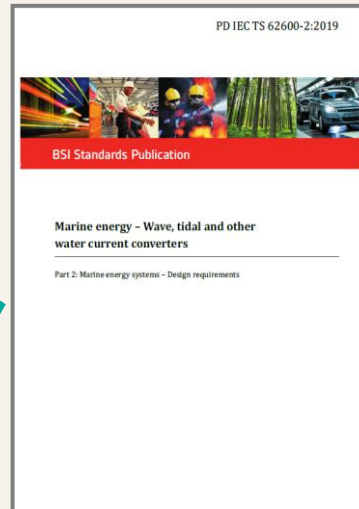 PD IEC TS 62600-2:2019
BSI Standards Publication
Marine energy – Wave, tidal and other
water current converters
Part 2: Marine energy systems – Design requirements